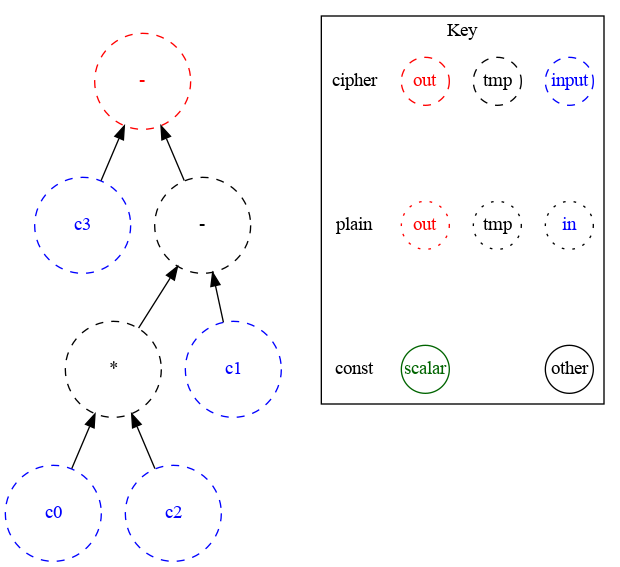 -
c3
-
*
c1
c0
c2
Key
cipher out tmp input
plain out tmp in
const scalar other